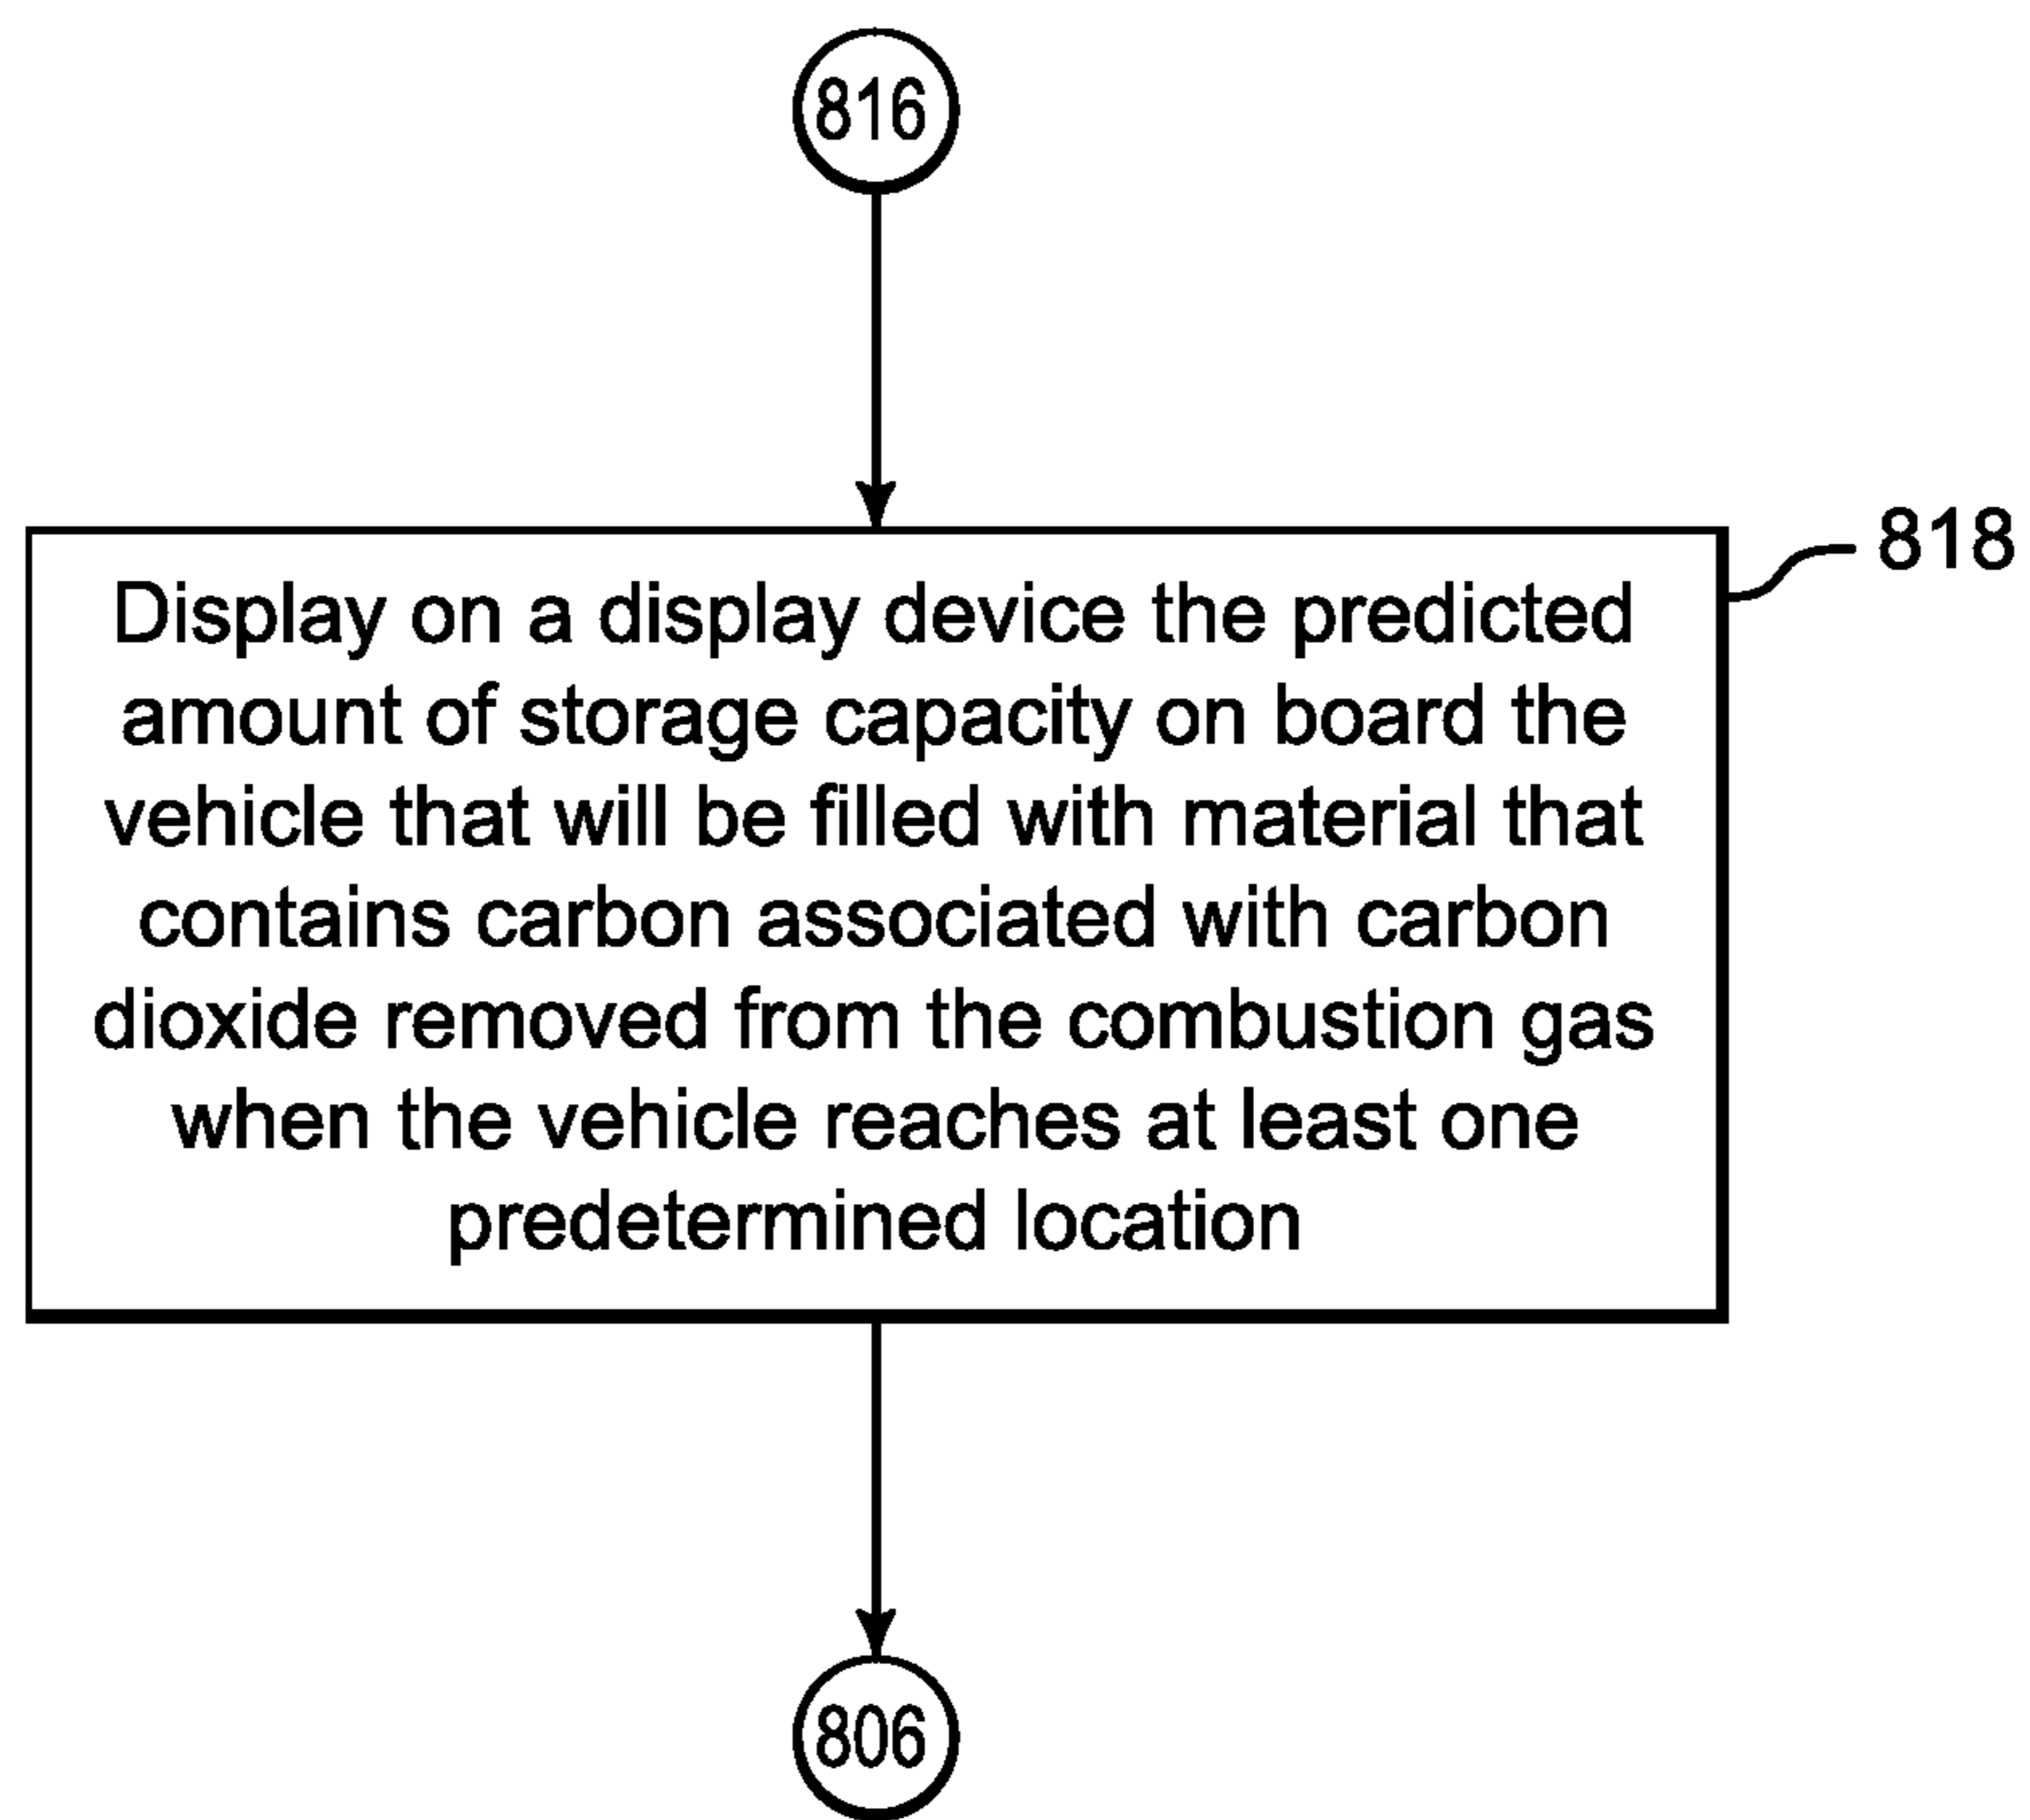 816
818
Display on a display device the predicted
amount of storage capacity on board the
vehicle that will be filled with material that
contains carbon associated with carbon
dioxide removed from the combustion gas
when the vehicle reaches at least one
predetermined location
806